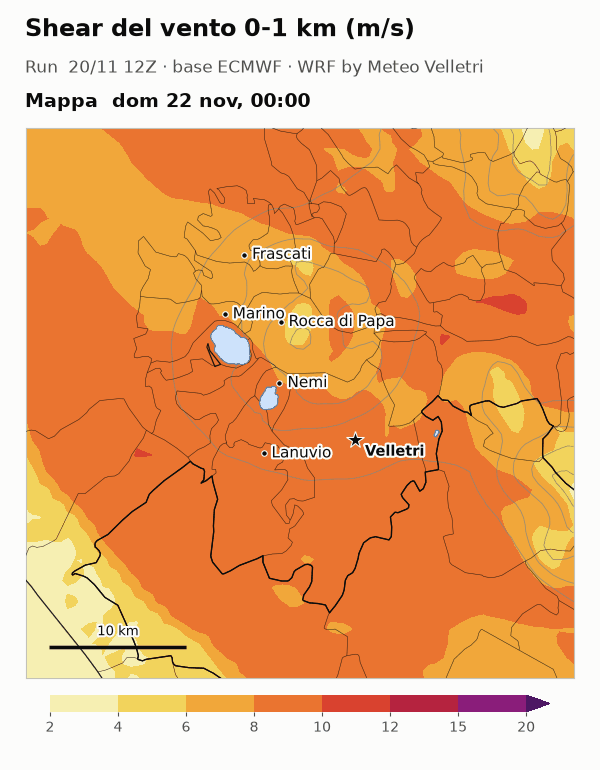 Shear del vento 0-1 km (m/s)
Run  20/11 12Z · base ECMWF · WRF by Meteo Velletri
Mappa  dom 22 nov, 00:00
Frascati
Marino
Rocca di Papa
Nemi
Velletri
Lanuvio
10 km
2 4 6 8 10 12 15 20